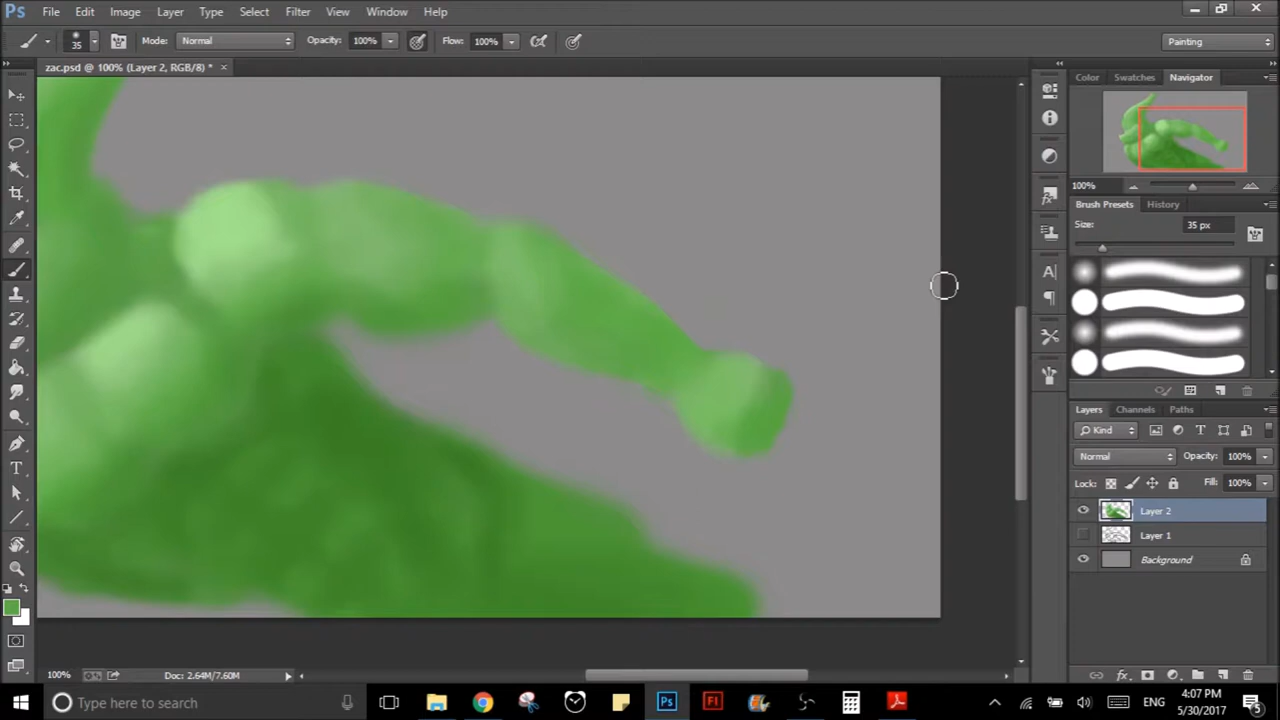 Ps File Edit Image Layer Type Select Filter View Window Help
35 Mode: Normal Opacity: 100% Flow: 100% Painting
zac.psd @ 100% (Layer 2, RGB/8) * ×
Color Swatches Navigator
100%
Brush Presets History
Size: 35 px
Layers Channels Paths
Kind
Normal Opacity: 100%
Lock: Fill: 100%
Layer 2
Layer 1
Background
100% Doc: 2.64M/7.60M
Type here to search
Ps Fl ENG 4:07 PM
5/30/2017 5